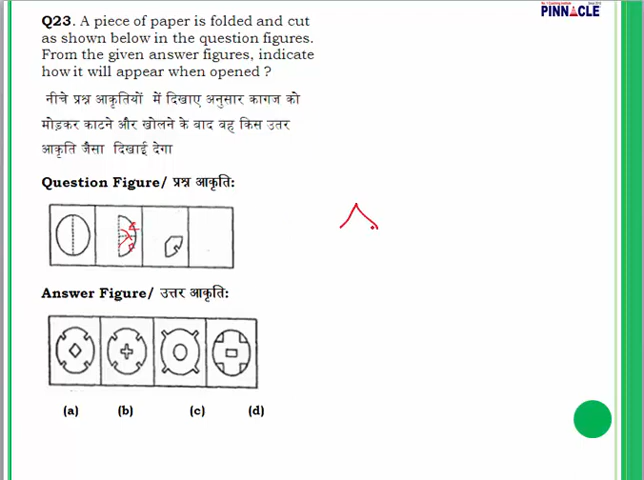 PINNACLE
Q23. A piece of paper is folded and cut
as shown below in the question figures.
From the given answer figures, indicate
how it will appear when opened ?
नीचे प्रश्न आकृतियों में दिखाए अनुसार कागज को
मोड़कर काटने और खोलने के बाद वह किस उतर
आकृति जैसा दिखाई देगा
Question Figure/ प्रश्न आकृति:
Answer Figure/ उत्तर आकृति:
(a) (b) (c) (d)